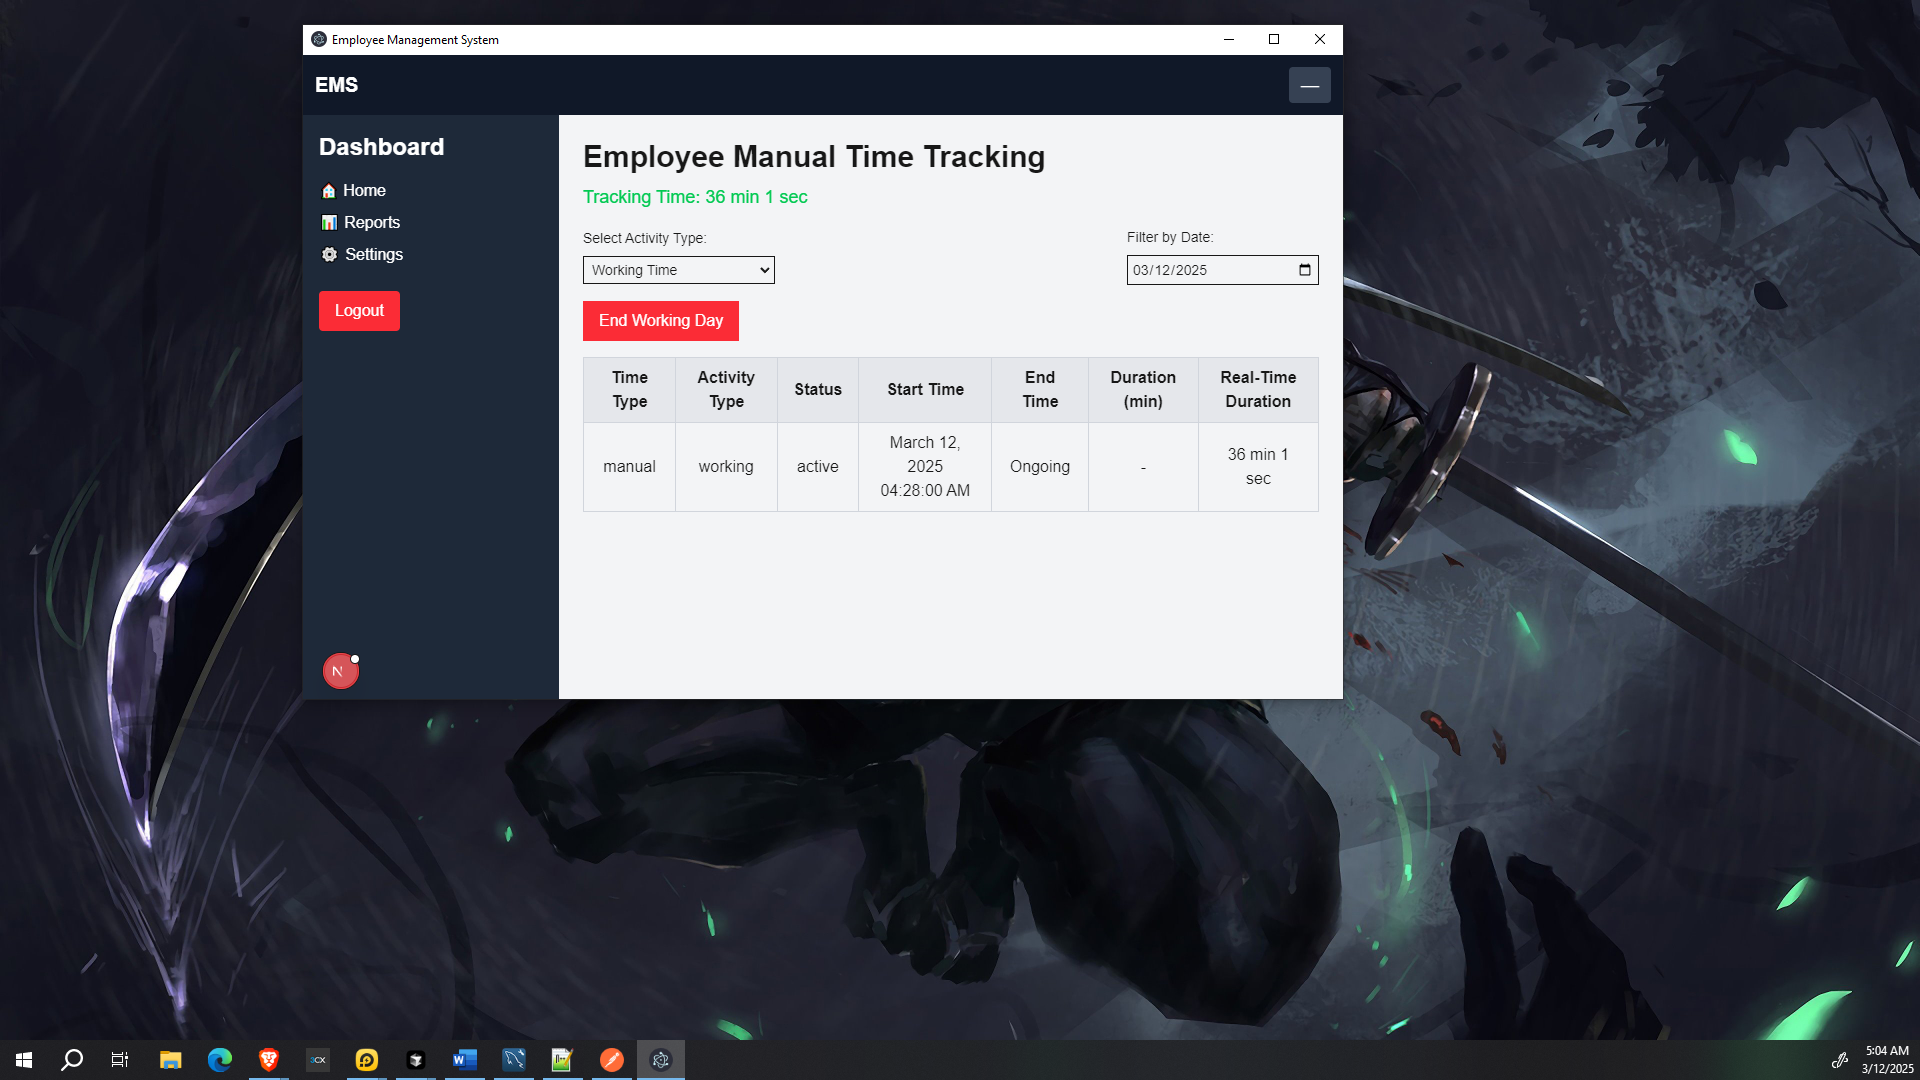 Employee Management System
EMS
Dashboard
Home
Reports
Settings
Logout
Employee Manual Time Tracking
Tracking Time: 36 min 1 sec
Select Activity Type:
Filter by Date:
Working Time
03/12/2025
End Working Day
Time Type
Activity Type
Status
Start Time
End Time
Duration (min)
Real-Time Duration
manual
working
active
March 12,
2025
04:28:00 AM
Ongoing
-
36 min 1
sec
N
3CX
W
5:04 AM
3/12/2025